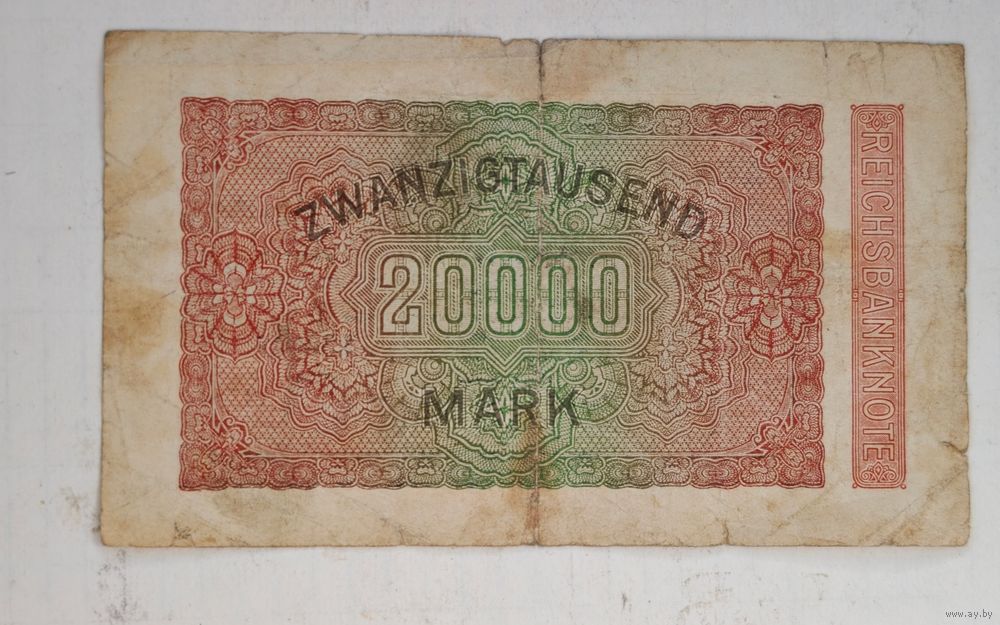 ZWANZIGTAUSEND
20000
MARK
REICHSBANKNOTE
www.ay.by